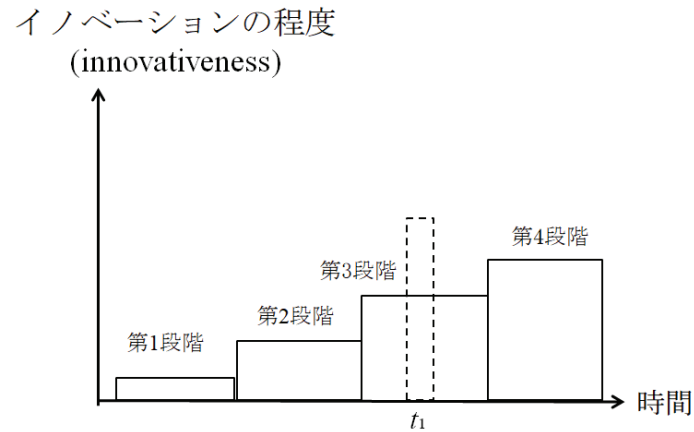 イノベーションの程度
(innovativeness)
第4段階
第3段階
第2段階
第1段階
時間
t1